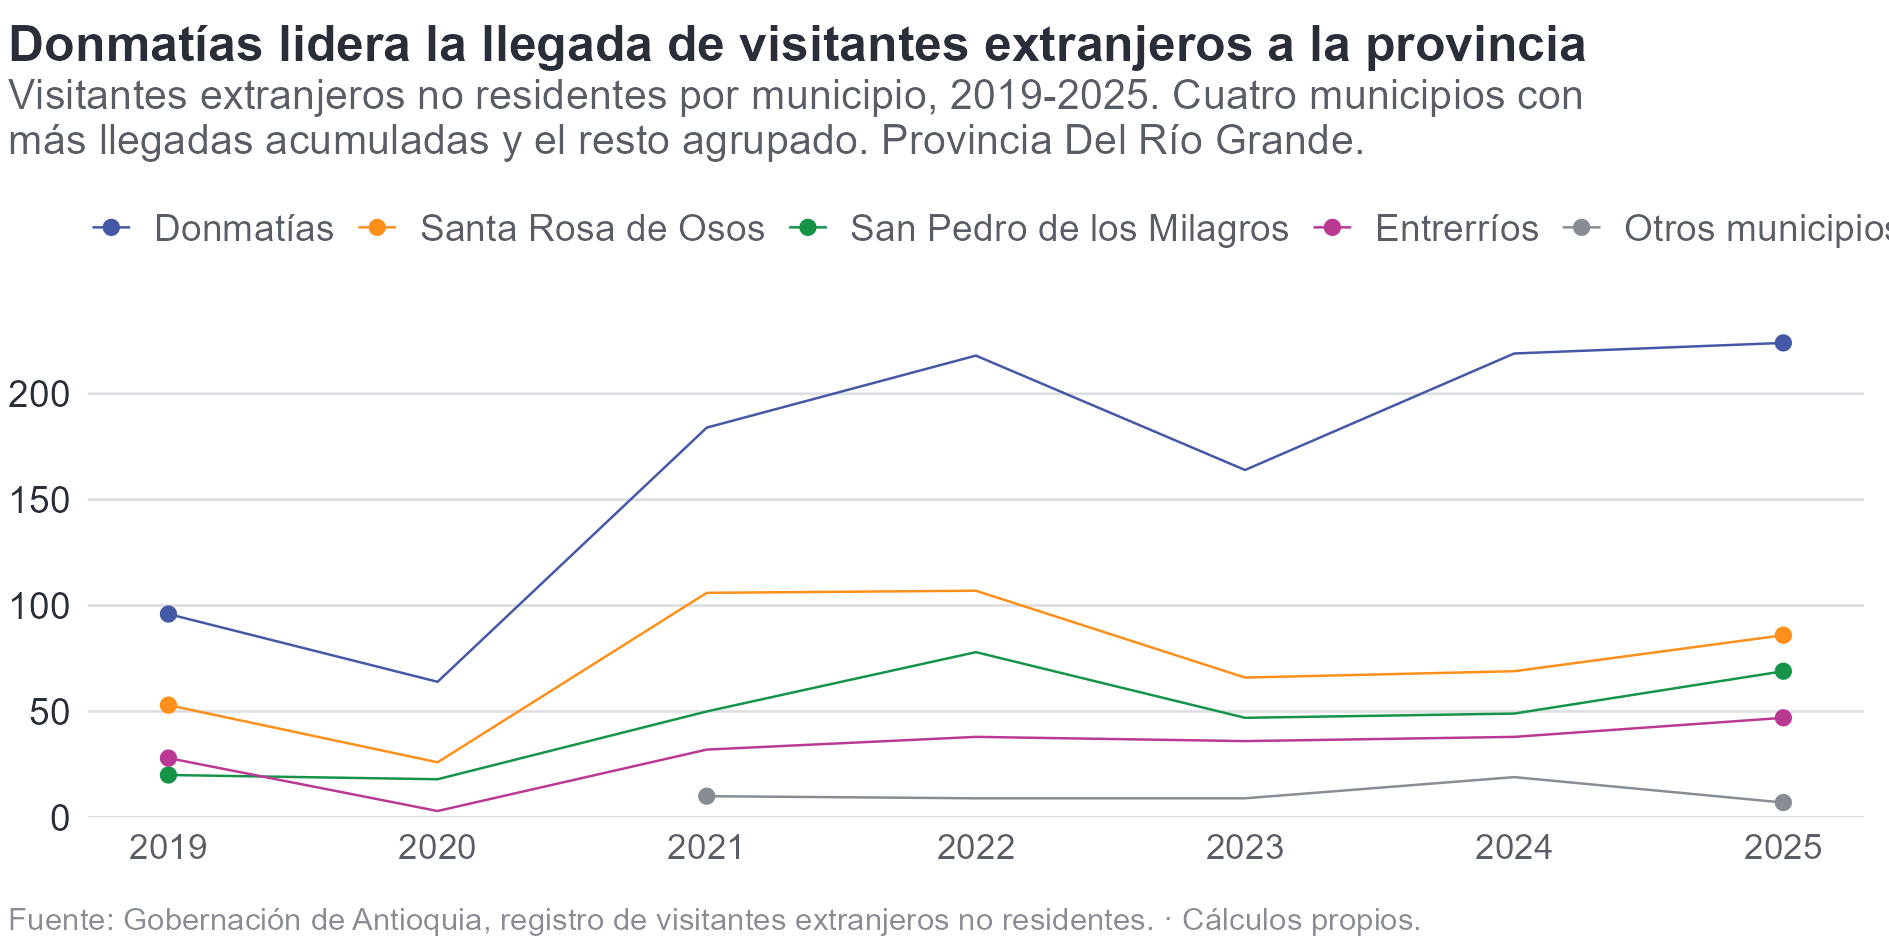 Donmatías lidera la llegada de visitantes extranjeros a la provincia
Visitantes extranjeros no residentes por municipio, 2019-2025. Cuatro municipios con
más llegadas acumuladas y el resto agrupado. Provincia Del Río Grande.
Donmatías Santa Rosa de Osos San Pedro de los Milagros Entrerríos Otros municipios
200
150
100
50
0
2019 2020 2021 2022 2023 2024 2025
Fuente: Gobernación de Antioquia, registro de visitantes extranjeros no residentes. · Cálculos propios.